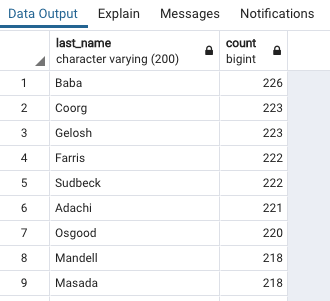 Data Output Explain Messages Notifications
last_name count
character varying (200) bigint
1 Baba 226
2 Coorg 223
3 Gelosh 223
4 Farris 222
5 Sudbeck 222
6 Adachi 221
7 Osgood 220
8 Mandell 218
9 Masada 218